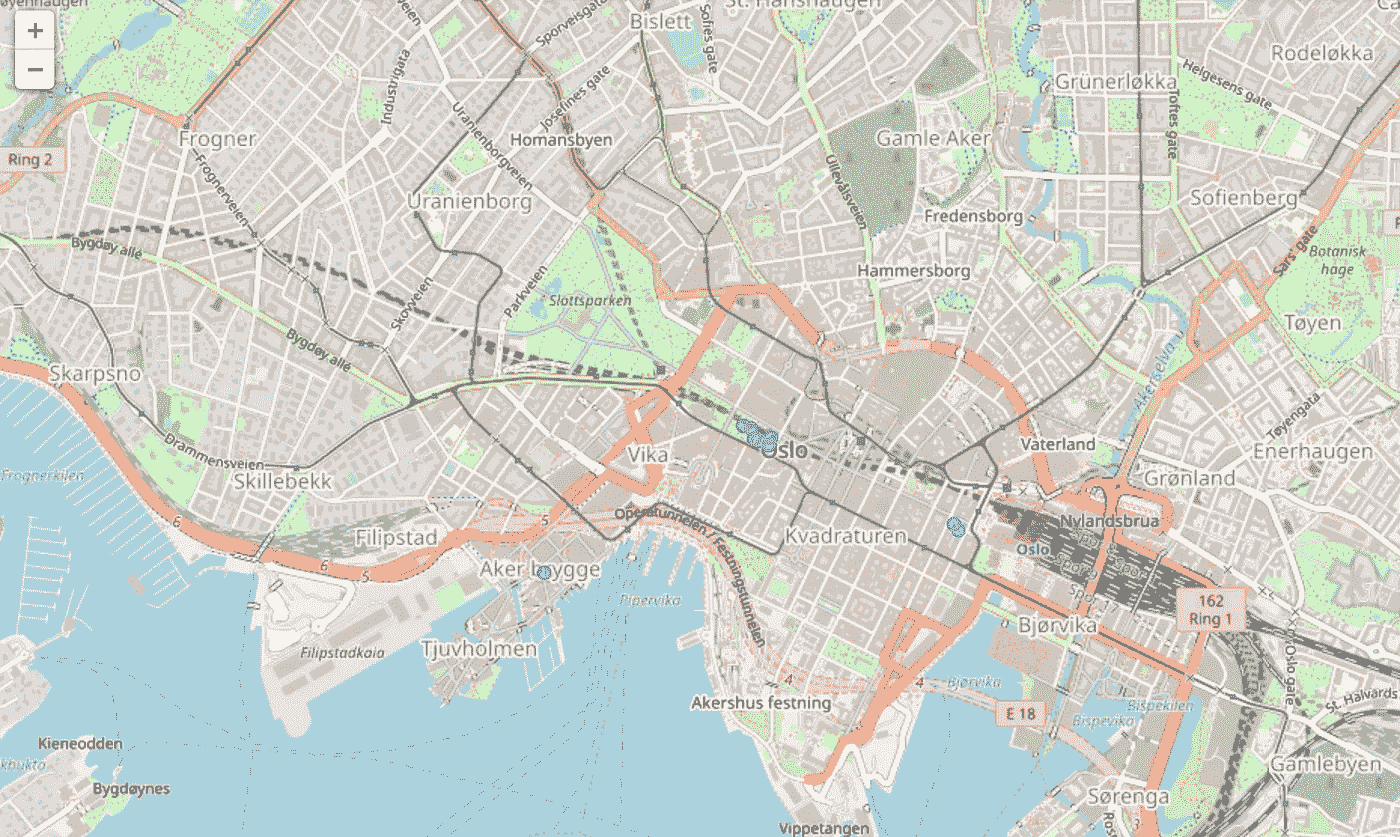 øyenhaugen
Bislett
St. Hanshaugen
Sporveisgata
Sofies gate
+
−
Rodeløkka
Grünerløkka
Helgesens gate
Industrigata
Josefines gate
Uranienborgveien
Toftes gate
Frogner
Homansbyen
Gamle Aker
Ring 2
Ullevålsveien
Frognerveien
Uranienborg
Sofienberg
Fredensborg
Bygdøy allé
Sars' gate
Botanisk
hage
Hammersborg
Parkveien
Slottsparken
Skovveien
Tøyen
Bygdøy allé
Skarpsno
Akerselva
Tøyengata
Drammensveien
Vika
Oslo
Vaterland
Enerhaugen
Frognerkilen
Skillebekk
Grønland
Operatunnelen / Festningstunnelen
6
5
Nylandsbrua
Filipstad
Kvadraturen
Oslo
6
5
Aker brygge
Spor 17
162
Ring 1
Pipervika
Bjørvika
Filipstadkaia
Tjuvholmen
Oslo gate
4
4
Bjørvika
St. Halvards
Akershus festning
E 18
Bispevika
Bispekilen
Kieneodden
Gamlebyen
Bygdøynes
Sørenga
Vippetangen
3